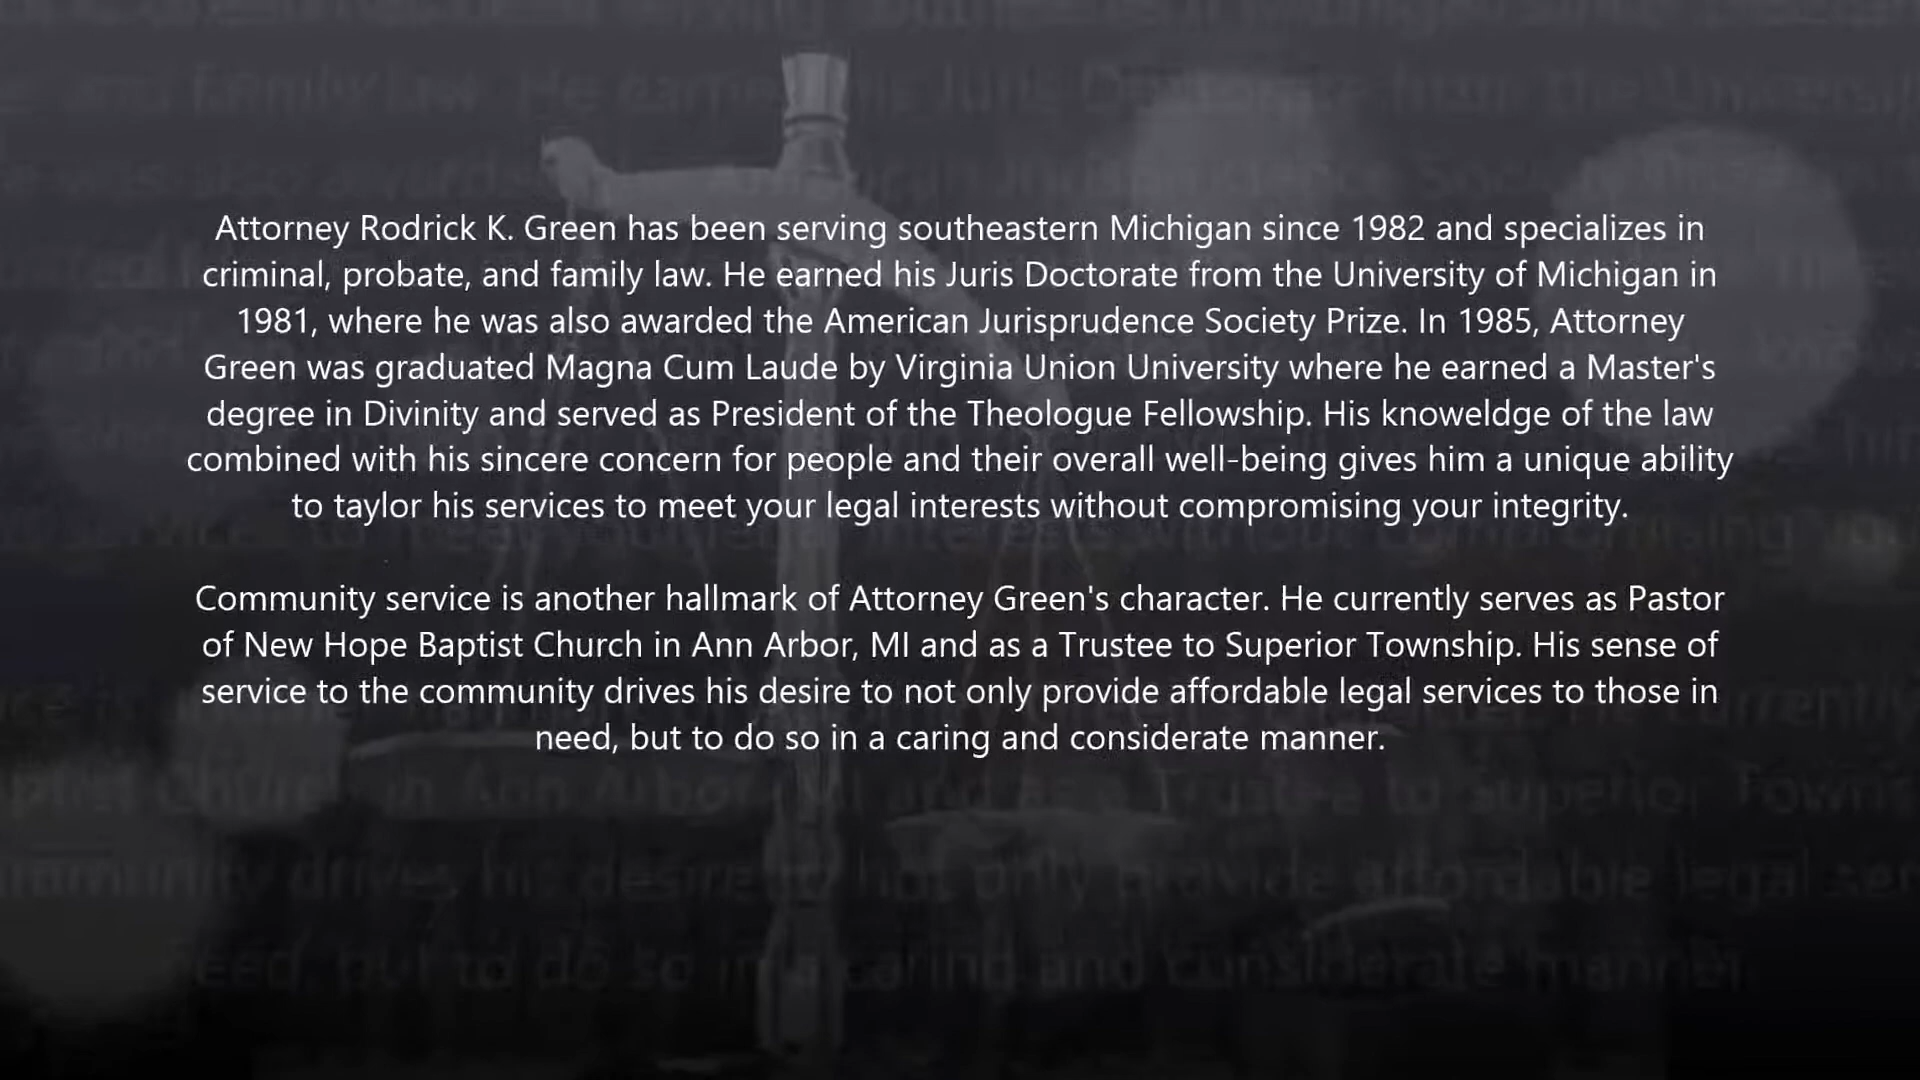 Attorney Rodrick K. Green has been serving southeastern Michigan since 1982 and specializes in
criminal, probate, and family law. He earned his Juris Doctorate from the University of Michigan in
1981, where he was also awarded the American Jurisprudence Society Prize. In 1985, Attorney
Green was graduated Magna Cum Laude by Virginia Union University where he earned a Master's
degree in Divinity and served as President of the Theologue Fellowship. His knoweldge of the law
combined with his sincere concern for people and their overall well-being gives him a unique ability
to taylor his services to meet your legal interests without compromising your integrity.
Community service is another hallmark of Attorney Green's character. He currently serves as Pastor
of New Hope Baptist Church in Ann Arbor, MI and as a Trustee to Superior Township. His sense of
service to the community drives his desire to not only provide affordable legal services to those in
need, but to do so in a caring and considerate manner.